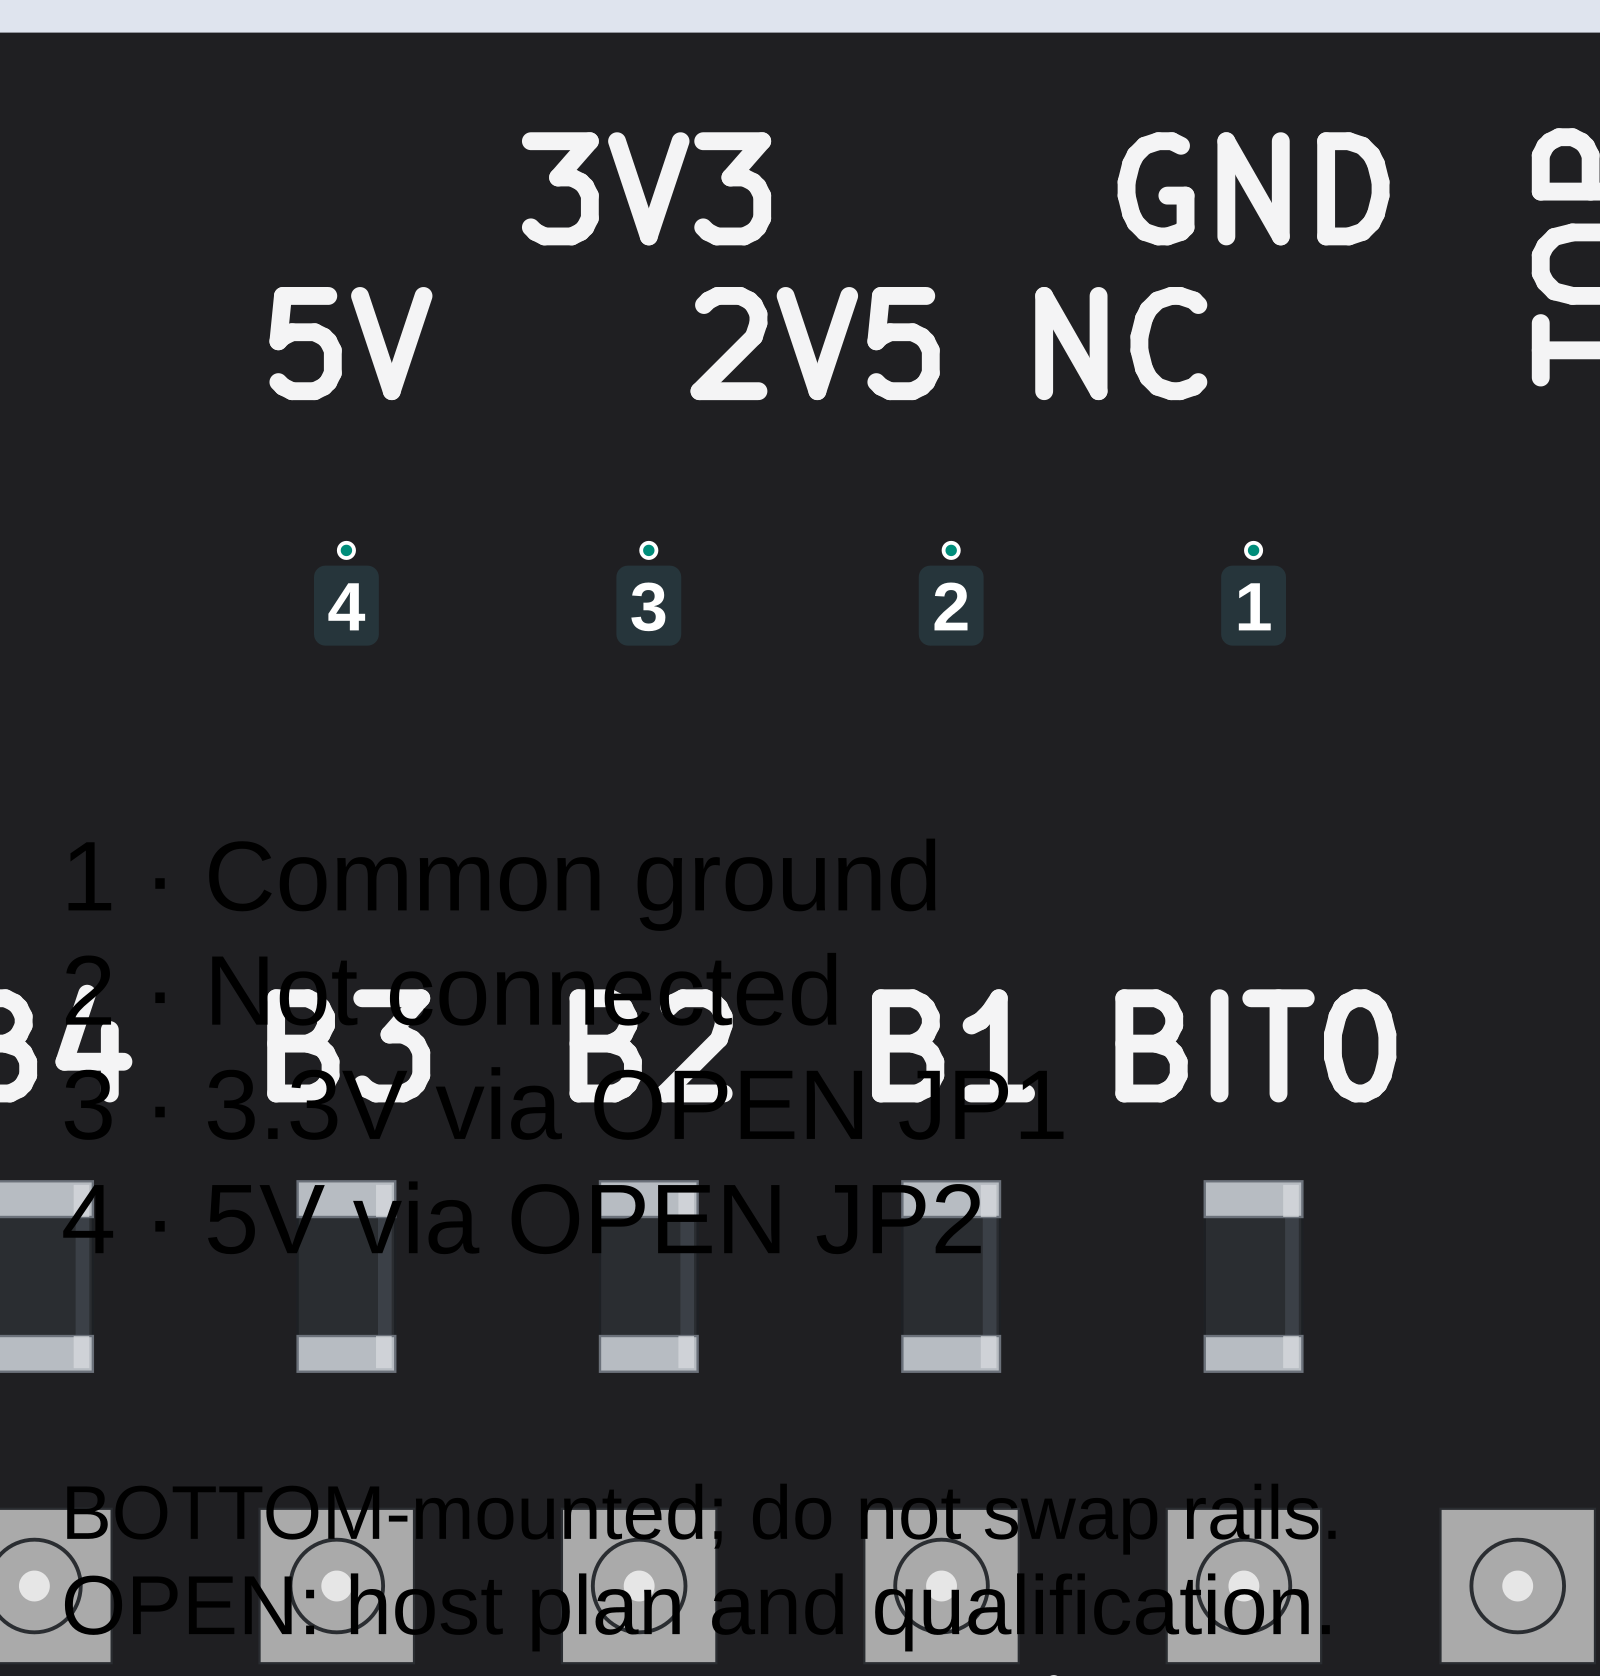 3V3 GND
TOP
5V 2V5 NC
4 3 2 1
1 · Common ground
2 · Not connected
B4 B3 B2 B1 BIT0
3 · 3.3V via OPEN JP1
4 · 5V via OPEN JP2
BOTTOM-mounted; do not swap rails.
OPEN: host plan and qualification.